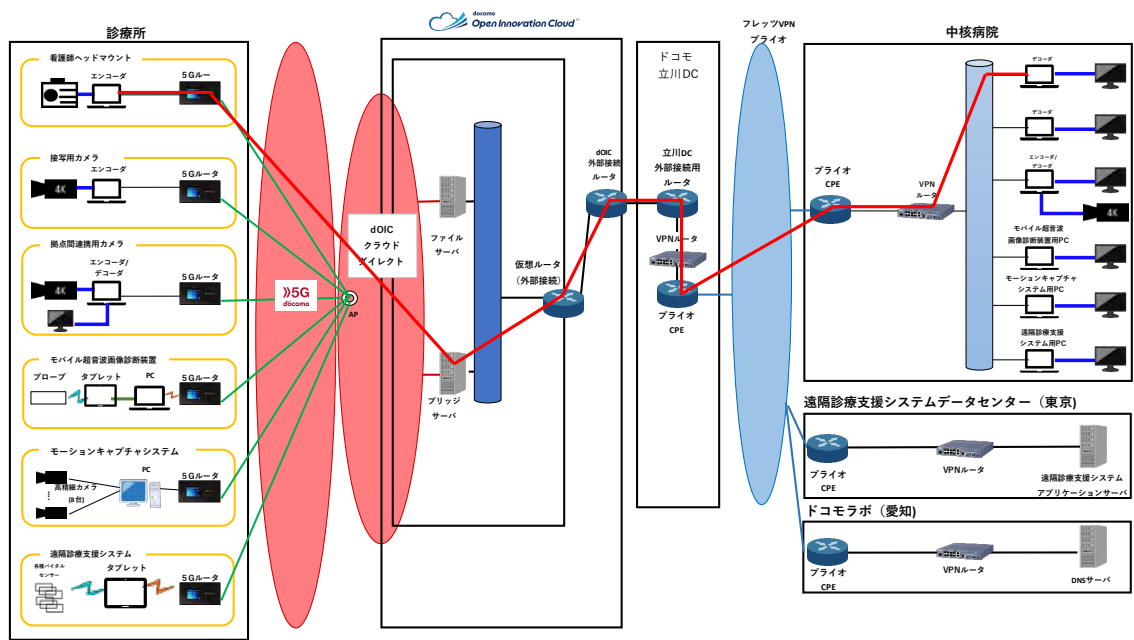 診療所
看護師ヘッドマウント
エンコーダ
5Gルー
接写用カメラ
エンコーダ
5Gルータ
4K
拠点間連携用カメラ
エンコーダ/
デコーダ
5Gルータ
4K
モバイル超音波画像診断装置
プローブ
タブレット
PC
5Gルータ
モーションキャプチャシステム
PC
5Gルータ
高精細カメラ
(8台)
遠隔診療支援システム
各種バイタル
センサー
タブレット
5Gルータ
5G
döcomo
AP
docomo
Open Innovation Cloud
dOIC
クラウド
ダイレクト
ファイル
サーバ
ブリッジ
サーバ
仮想ルータ
(外部接続)
dOIC
外部接続
ルータ
ドコモ
立川DC
立川DC
外部接続用
ルータ
VPNルータ
プライオ
CPE
フレッツVPN
プライオ
中核病院
プライオ
CPE
VPN
ルータ
デコーダ
デコーダ
エンコーダ/
デコーダ
4K
モバイル超音波
画像診断装置用PC
モーションキャプチャ
システム用PC
遠隔診療支援
システム用PC
遠隔診療支援システムデータセンター（東京)
プライオ
CPE
VPNルータ
遠隔診療支援システム
アプリケーションサーバ
ドコモラボ（愛知)
プライオ
CPE
VPNルータ
DNSサーバ